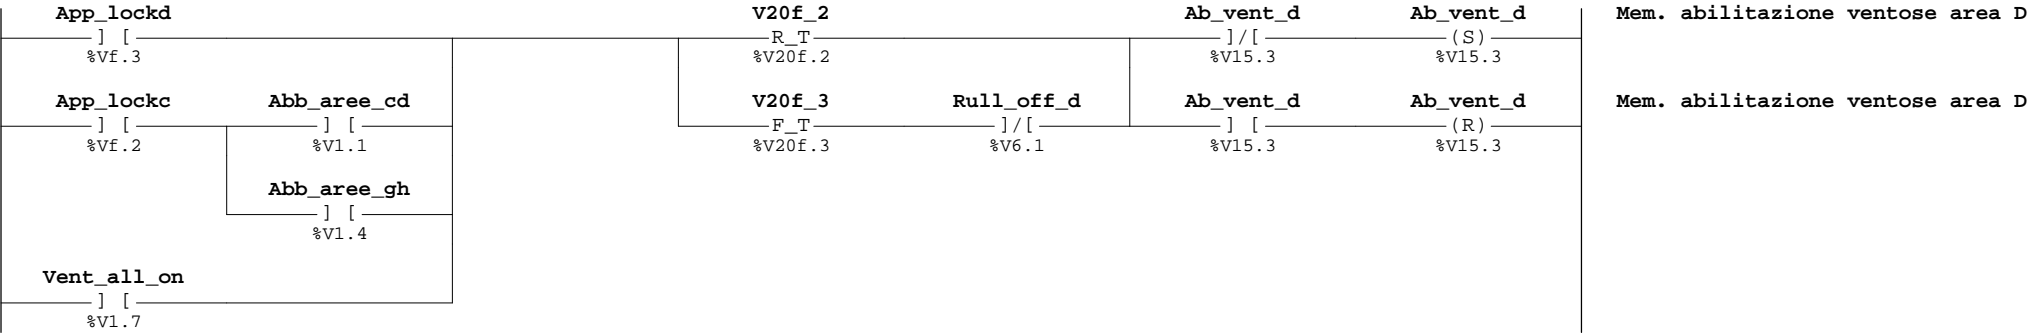 App_lockd V20f_2 Ab_vent_d Ab_vent_d Mem. abilitazione ventose area D
] [ R_T ]/[ (S)
%Vf.3 %V20f.2 %V15.3 %V15.3
App_lockc Abb_aree_cd V20f_3 Rull_off_d Ab_vent_d Ab_vent_d Mem. abilitazione ventose area D
] [ ] [ F_T ]/[ ] [ (R)
%Vf.2 %V1.1 %V20f.3 %V6.1 %V15.3 %V15.3
Abb_aree_gh
] [
%V1.4
Vent_all_on
] [
%V1.7